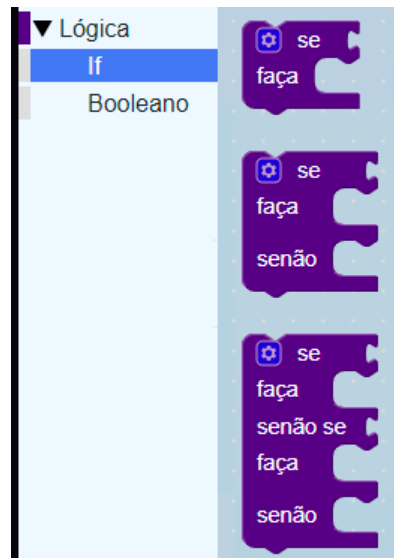 ▼ Lógica
If
Booleano
se
faça
se
faça
senão
se
faça
senão se
faça
senão